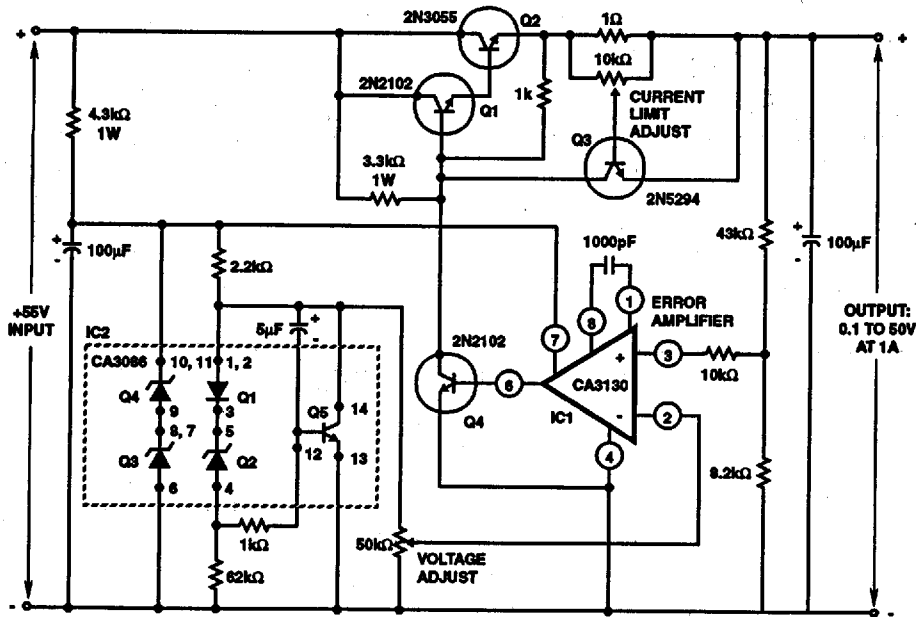 2N3055
Q2
1Ω
+
+
10kΩ
2N2102
Q1
1k
CURRENT
LIMIT
ADJUST
4.3kΩ
1W
Q3
3.3kΩ
1W
2N5294
+
-
100μF
2.2kΩ
1000pF
43kΩ
+
-
100μF
+55V
INPUT
5μF
+
-
8
1
ERROR
AMPLIFIER
OUTPUT:
0.1 TO 50V
AT 1A
IC2
7
CA3086
10, 11
1, 2
2N2102
+
3
Q4
Q1
6
CA3130
10kΩ
9
3
Q5
14
IC1
-
2
8, 7
5
Q4
Q3
Q2
12
13
4
6
4
8.2kΩ
1kΩ
50kΩ
VOLTAGE
ADJUST
62kΩ
-
-